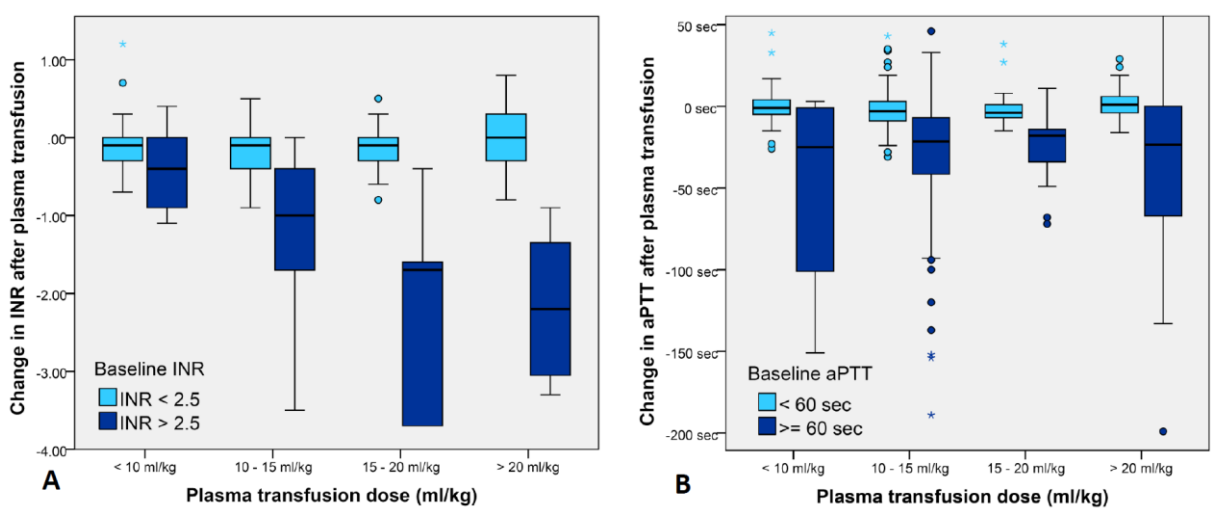 Change in INR after plasma transfusion
1.00
.00
-1.00
-2.00
-3.00
-4.00
Baseline INR
INR < 2.5
INR > 2.5
< 10 ml/kg
10 - 15 ml/kg
15 - 20 ml/kg
> 20 ml/kg
A
Plasma transfusion dose (ml/kg)
Change in aPTT after plasma transfusion
50 sec
0 sec
-50 sec
-100 sec
-150 sec
-200 sec
Baseline aPTT
< 60 sec
>= 60 sec
< 10 ml/kg
10 - 15 ml/kg
15 - 20 ml/kg
> 20 ml/kg
B
Plasma transfusion dose (ml/kg)